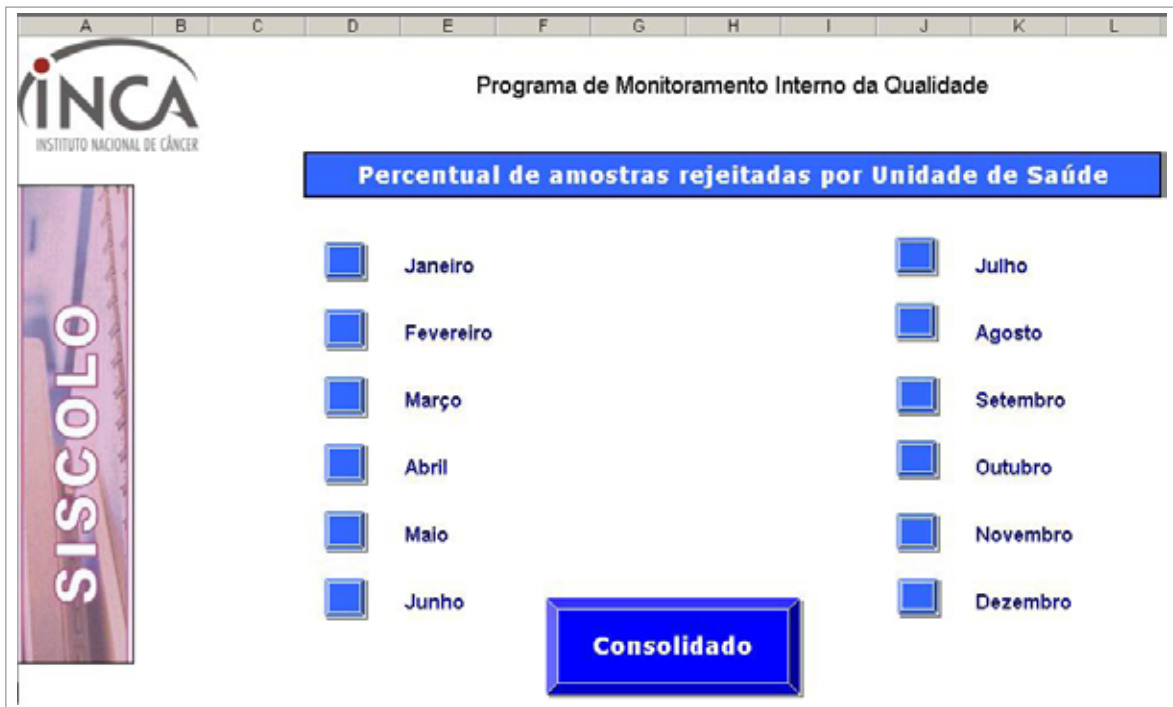 A B C D E F G H I J K L
INCA
INSTITUTO NACIONAL DE CÂNCER
Programa de Monitoramento Interno da Qualidade
Percentual de amostras rejeitadas por Unidade de Saúde
SISCOLO
Janeiro
Fevereiro
Março
Abril
Maio
Junho
Julho
Agosto
Setembro
Outubro
Novembro
Dezembro
Consolidado